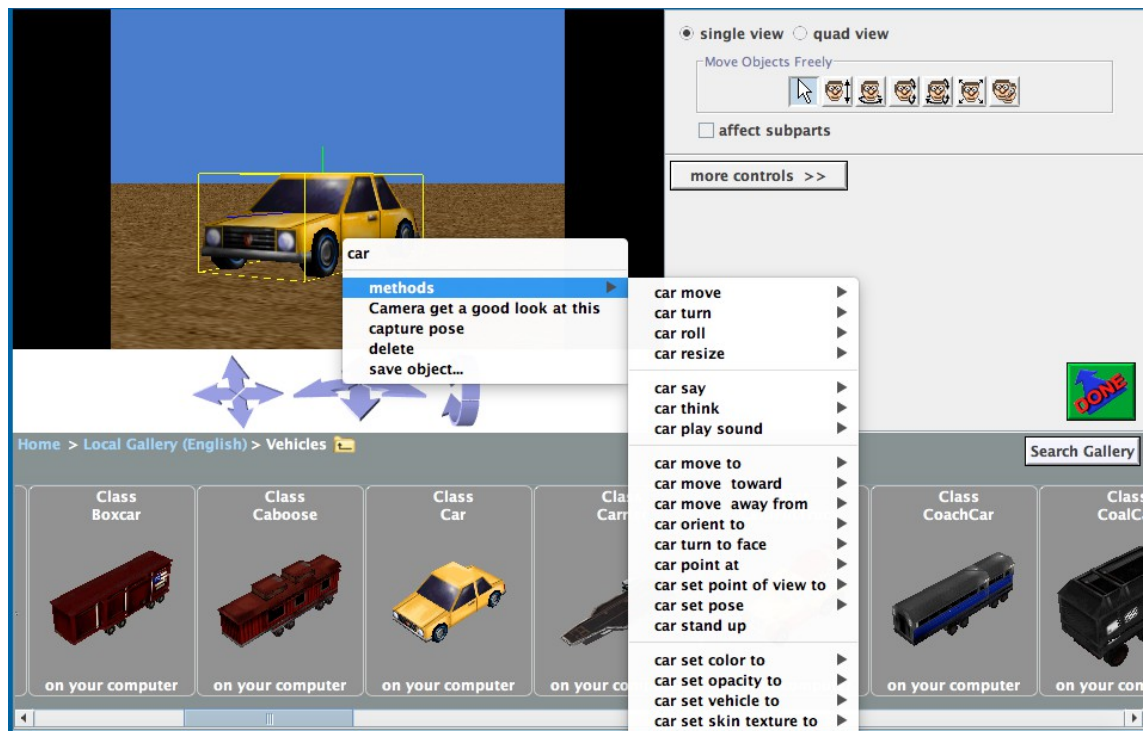 single view
quad view
Move Objects Freely
affect subparts
more controls >>
car
methods
Camera get a good look at this
capture pose
delete
save object...
car move
car turn
car roll
car resize
car say
car think
car play sound
car move to
car move toward
car move away from
car orient to
car turn to face
car point at
car set point of view to
car set pose
car stand up
car set color to
car set opacity to
car set vehicle to
car set skin texture to
DONE
Home > Local Gallery (English) > Vehicles
Search Gallery
Class
Boxcar
on your computer
Class
Caboose
on your computer
Class
Car
on your computer
on your
Class
CoachCar
on your computer
Class
on your